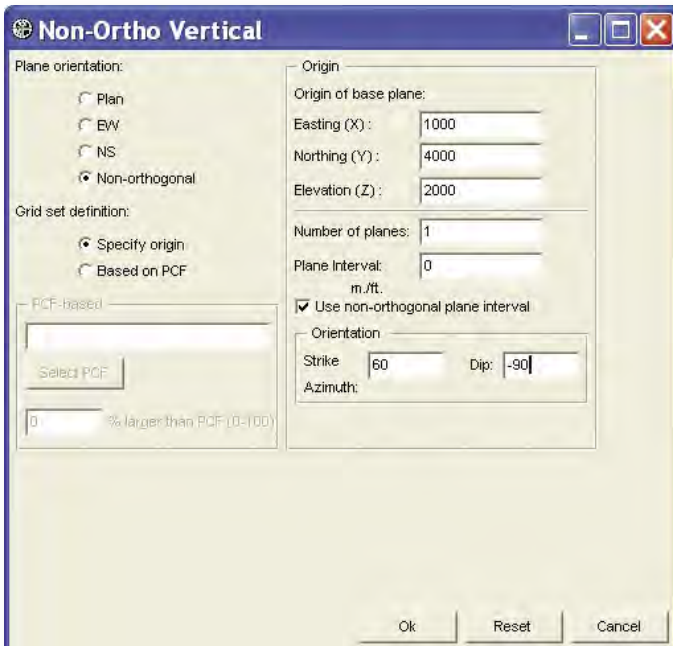 Non-Ortho Vertical
Plane orientation:
Plan
EW
NS
Non-orthogonal
Grid set definition:
Specify origin
Based on PCF
PCF-based
Select PCF
0 % larger than PCF (0-100)
Origin
Origin of base plane:
Easting (X) : 1000
Northing (Y) : 4000
Elevation (Z) : 2000
Number of planes: 1
Plane Interval: 0
m./ft.
Use non-orthogonal plane interval
Orientation
Strike 60 Dip: -90
Azimuth:
Ok Reset Cancel